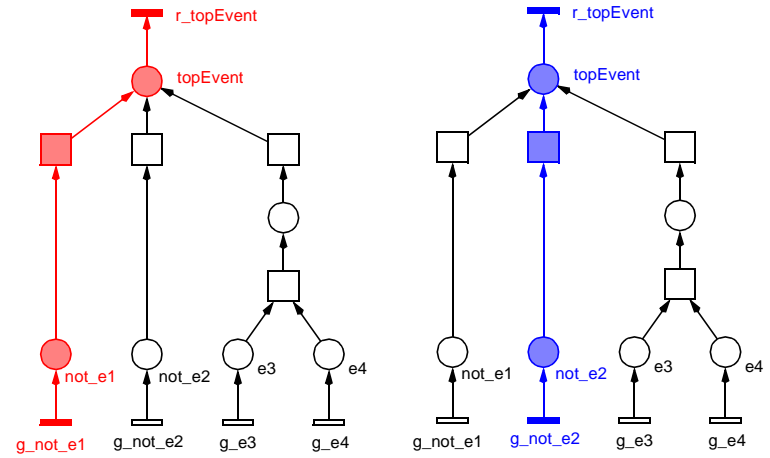 r_topEvent
topEvent
not_e1
not_e2
e3
e4
g_not_e1
g_not_e2
g_e3
g_e4
r_topEvent
topEvent
not_e1
not_e2
e3
e4
g_not_e1
g_not_e2
g_e3
g_e4